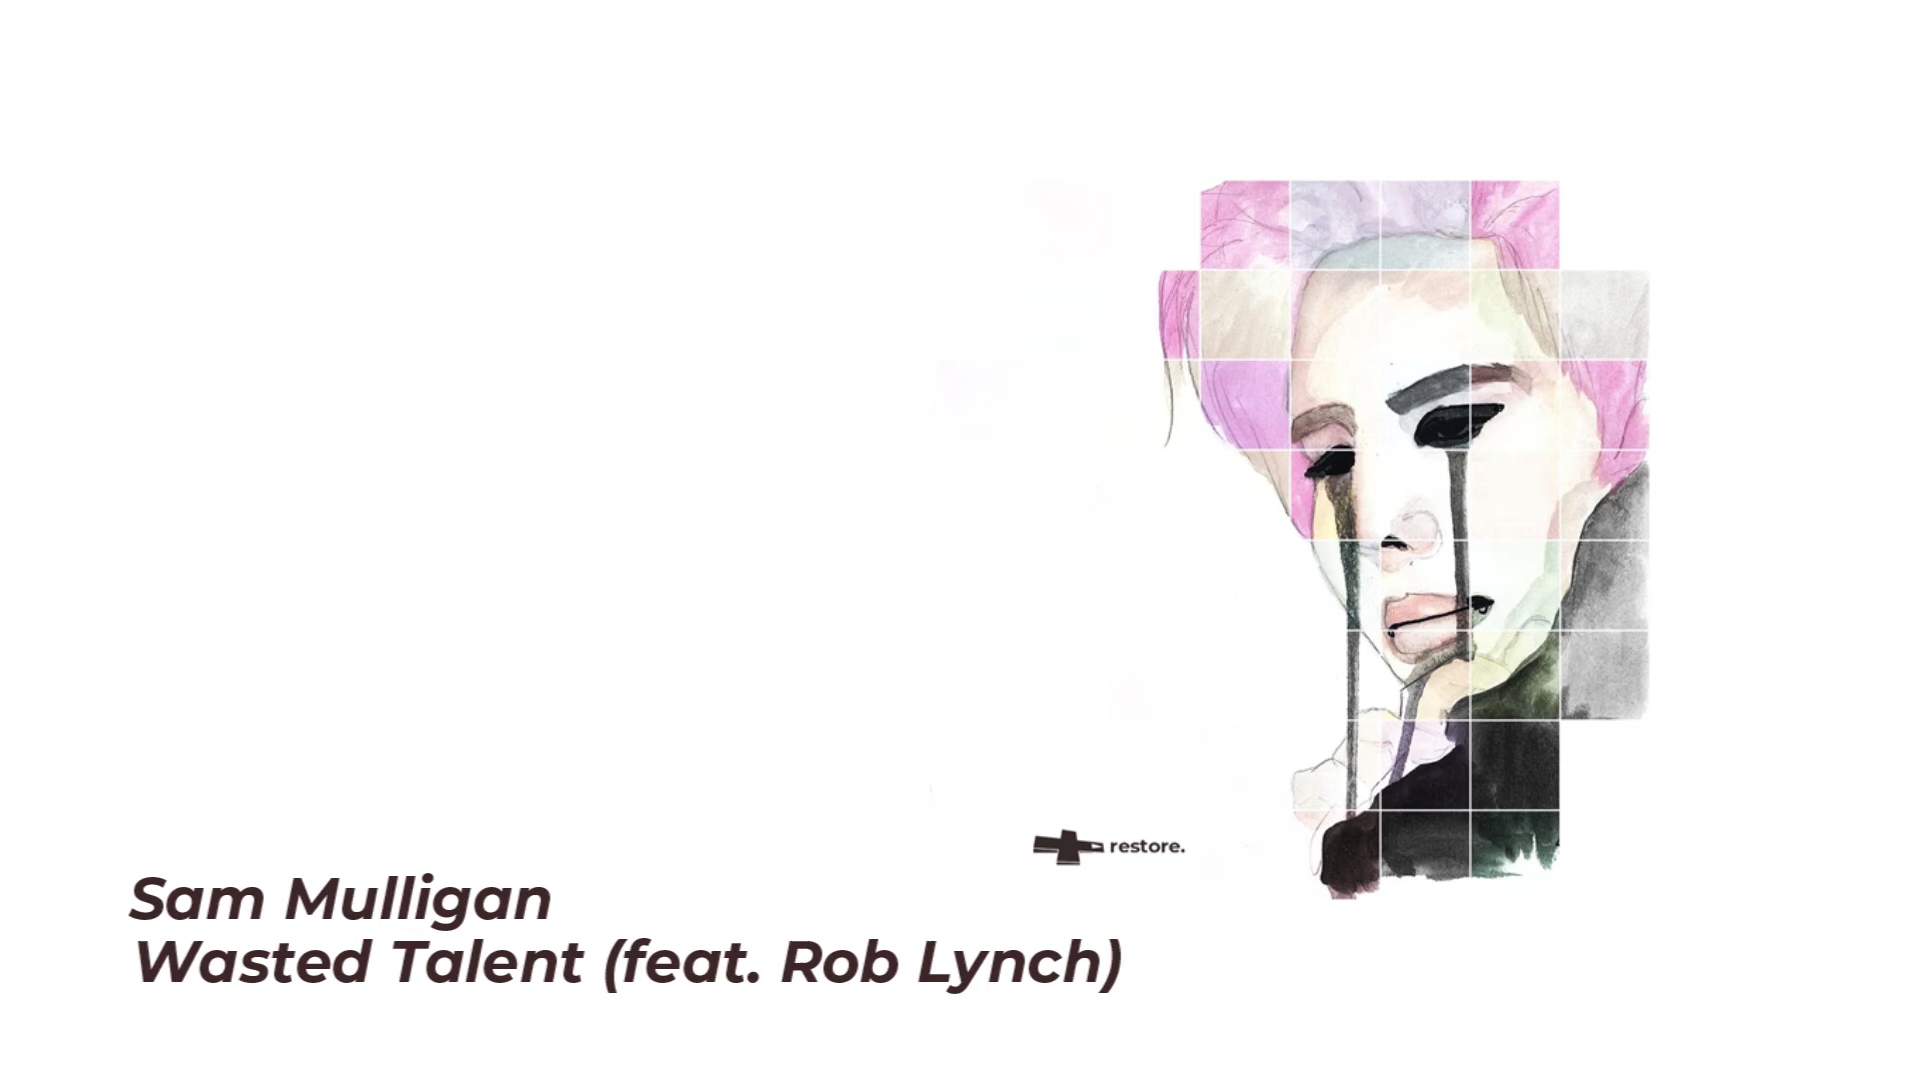 restore.
Sam Mulligan
Wasted Talent (feat. Rob Lynch)